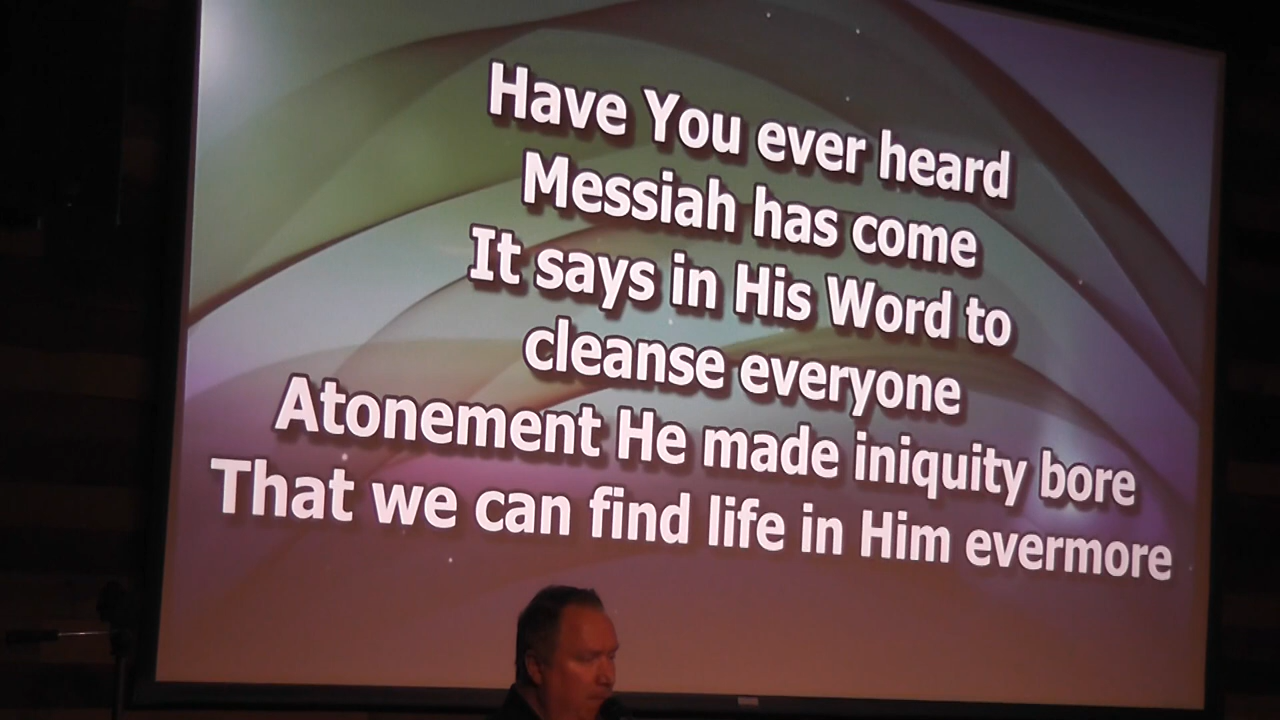 Have You ever heard
Messiah has come
It says in His Word to
cleanse everyone
Atonement He made iniquity bore
That we can find life in Him evermore